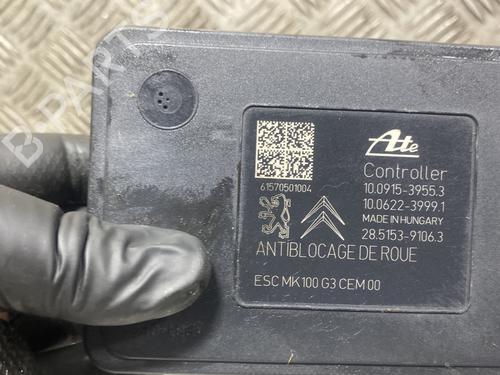 B-PARTS
Ate
Controller
10.0915-3955.3
10.0622-3999.1
MADE IN HUNGARY
28.5153-9106.3
61570501004
ANTIBLOCAGE DE ROUE
ESC MK100 G3 CEM 00